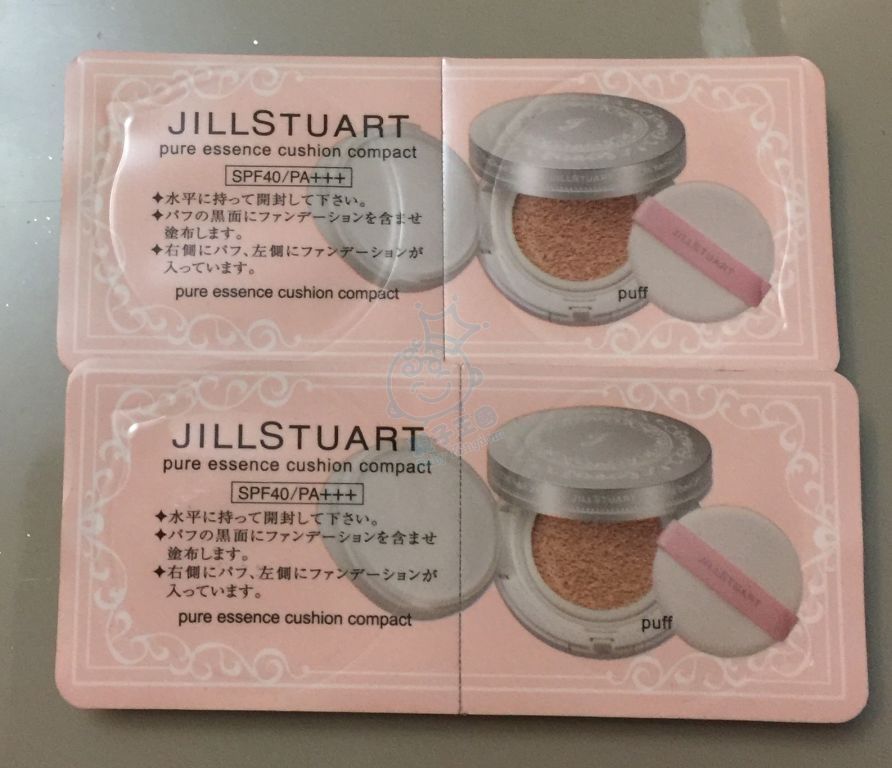 JILLSTUART
pure essence cushion compact
SPF40/PA+++
✦水平に持って開封して下さい。
✦パフの黒面にファンデーションを含ませ
塗布します。
✦右側にパフ、左側にファンデーションが
入っています。
pure essence cushion compact
JILLSTUART
JILLSTUART
puff
JILLSTUART
pure essence cushion compact
SPF40/PA+++
✦水平に持って開封して下さい。
✦パフの黒面にファンデーションを含ませ
塗布します。
✦右側にパフ、左側にファンデーションが
入っています。
pure essence cushion compact
JILLSTUART
JILLSTUART
puff